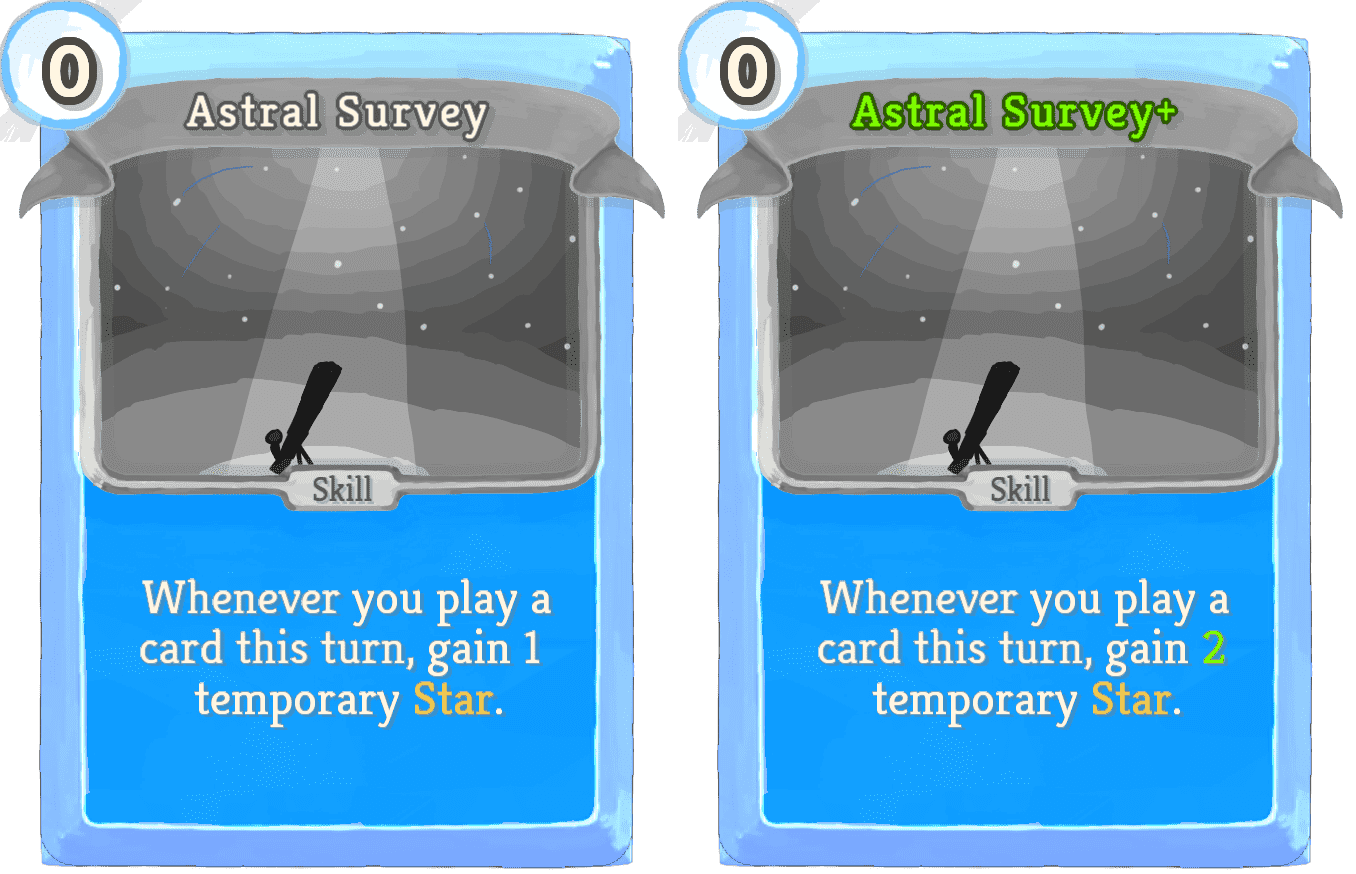 0
Astral Survey
Skill
Whenever you play a
card this turn, gain 1
temporary Star.
0
Astral Survey+
Skill
Whenever you play a
card this turn, gain 2
temporary Star.